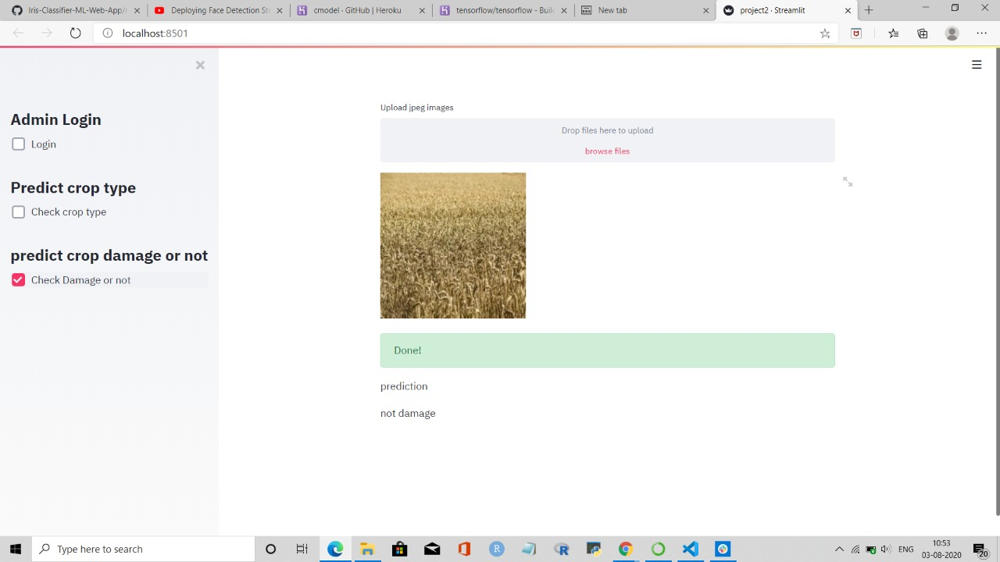 Iris-Classifier-ML-Web-App/
Deploying Face Detection St
cmodel · GitHub | Heroku
tensorflow/tensorflow - Buil
New tab
project2 · Streamlit
localhost:8501
Admin Login
Login
Predict crop type
Check crop type
predict crop damage or not
Check Damage or not
Upload jpeg images
Drop files here to upload
browse files
Done!
prediction
not damage
Type here to search
ENG
10:53
03-08-2020
20